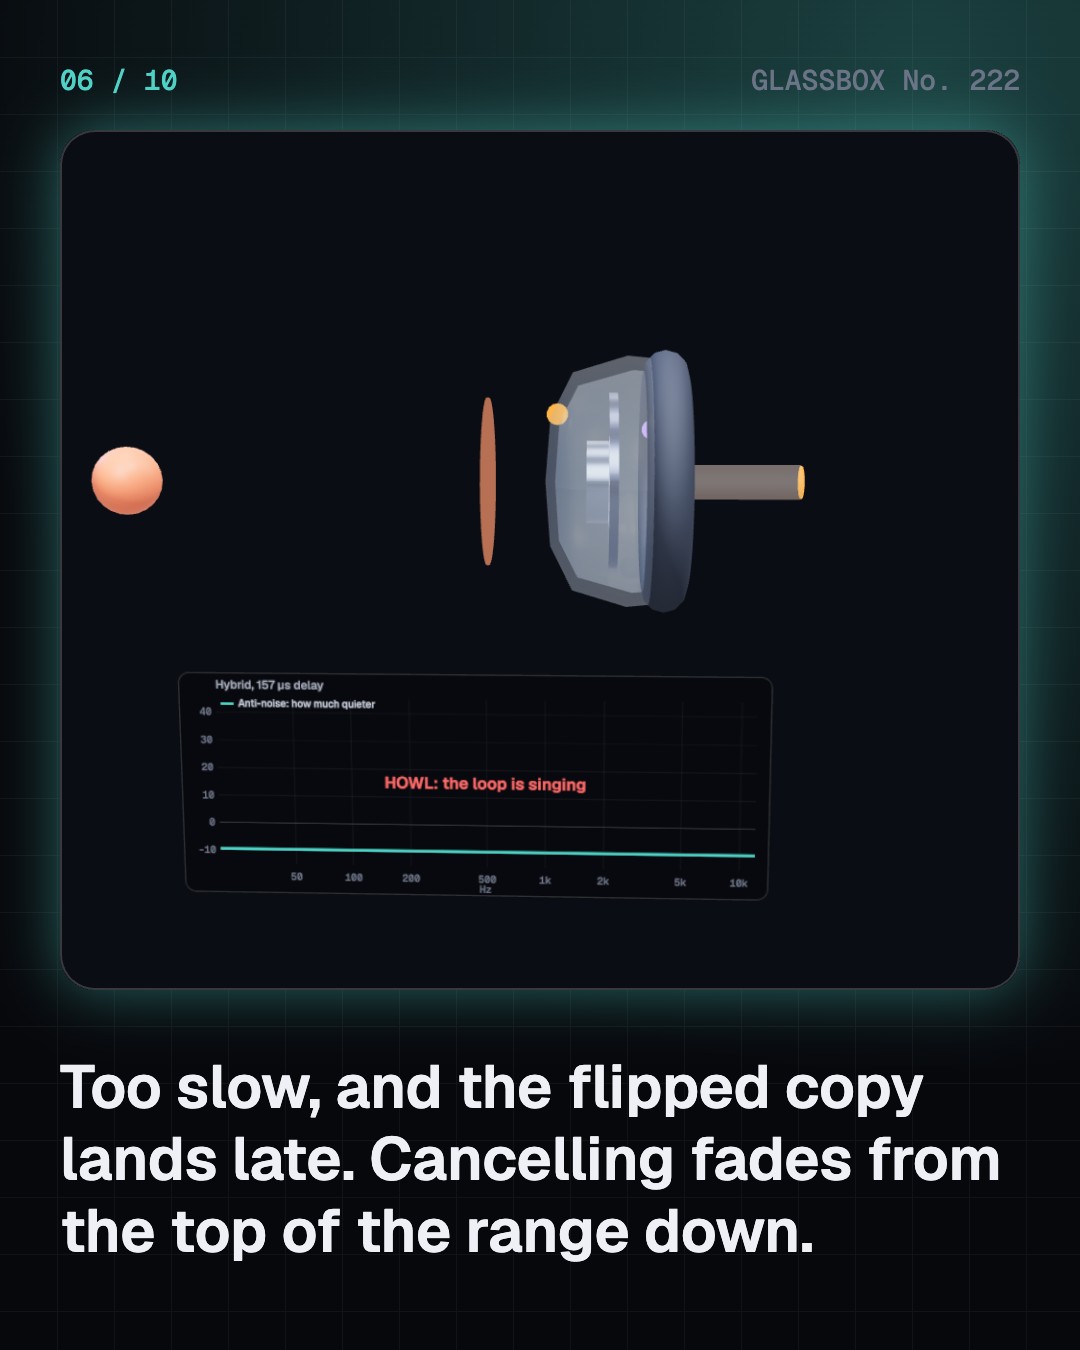 06 / 10
GLASSBOX No. 222
Hybrid, 157 µs delay
Anti-noise: how much quieter
40
30
20
10
0
-10
HOWL: the loop is singing
50 100 200 500 1k 2k 5k 10k
Hz
Too slow, and the flipped copy
lands late. Cancelling fades from
the top of the range down.